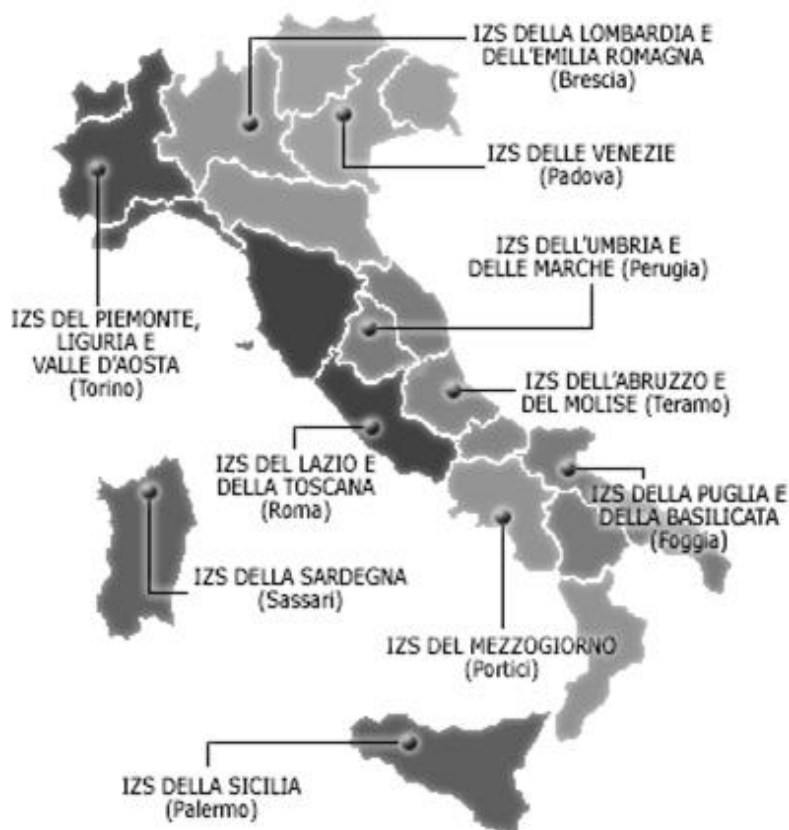 IZS DELLA LOMBARDIA E
DELL'EMILIA ROMAGNA
(Brescia)
IZS DELLE VENEZIE
(Padova)
IZS DELL'UMBRIA E
DELLE MARCHE (Perugia)
IZS DEL PIEMONTE,
LIGURIA E
VALLE D'AOSTA
(Torino)
IZS DELL'ABRUZZO E
DEL MOLISE (Teramo)
IZS DEL LAZIO E
DELLA TOSCANA
(Roma)
IZS DELLA PUGLIA E
DELLA BASILICATA
(Foggia)
IZS DELLA SARDEGNA
(Sassari)
IZS DEL MEZZOGIORNO
(Portici)
IZS DELLA SICILIA
(Palermo)